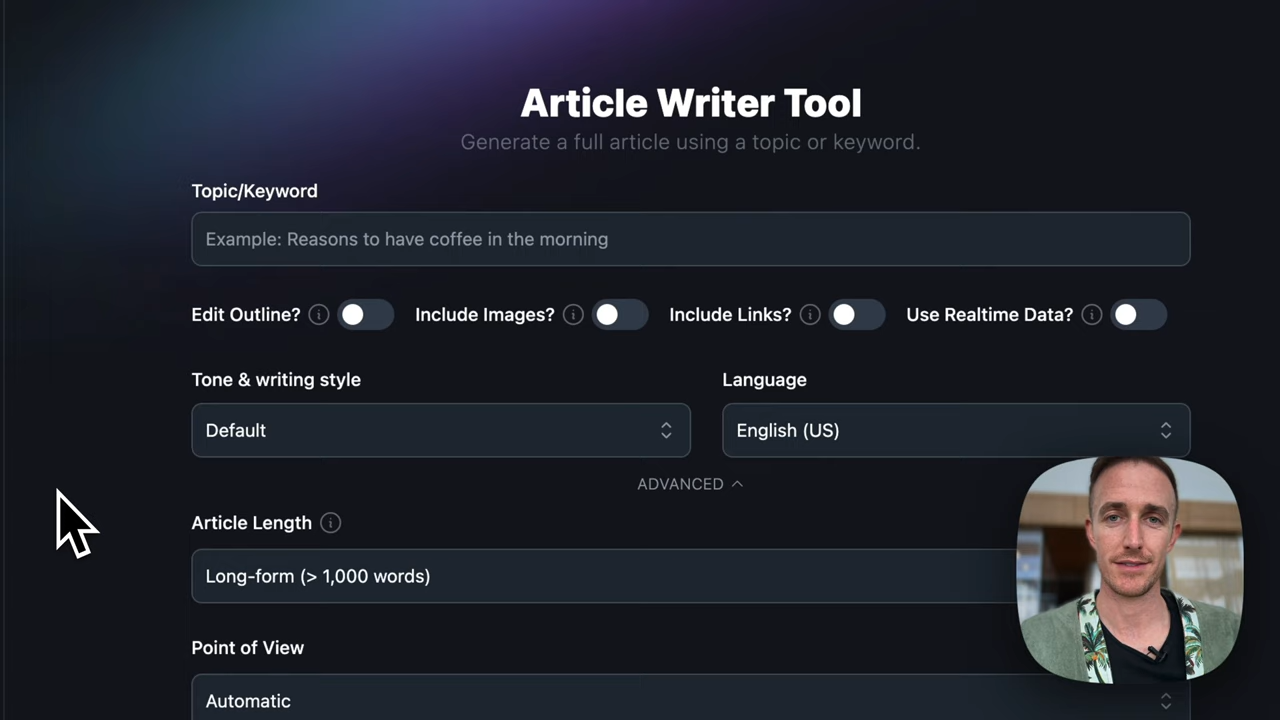 Article Writer Tool
Generate a full article using a topic or keyword.
Topic/Keyword
Example: Reasons to have coffee in the morning
Edit Outline? Include Images? Include Links? Use Realtime Data?
Tone & writing style Language
Default English (US)
ADVANCED
Article Length
Long-form (> 1,000 words)
Point of View
Automatic